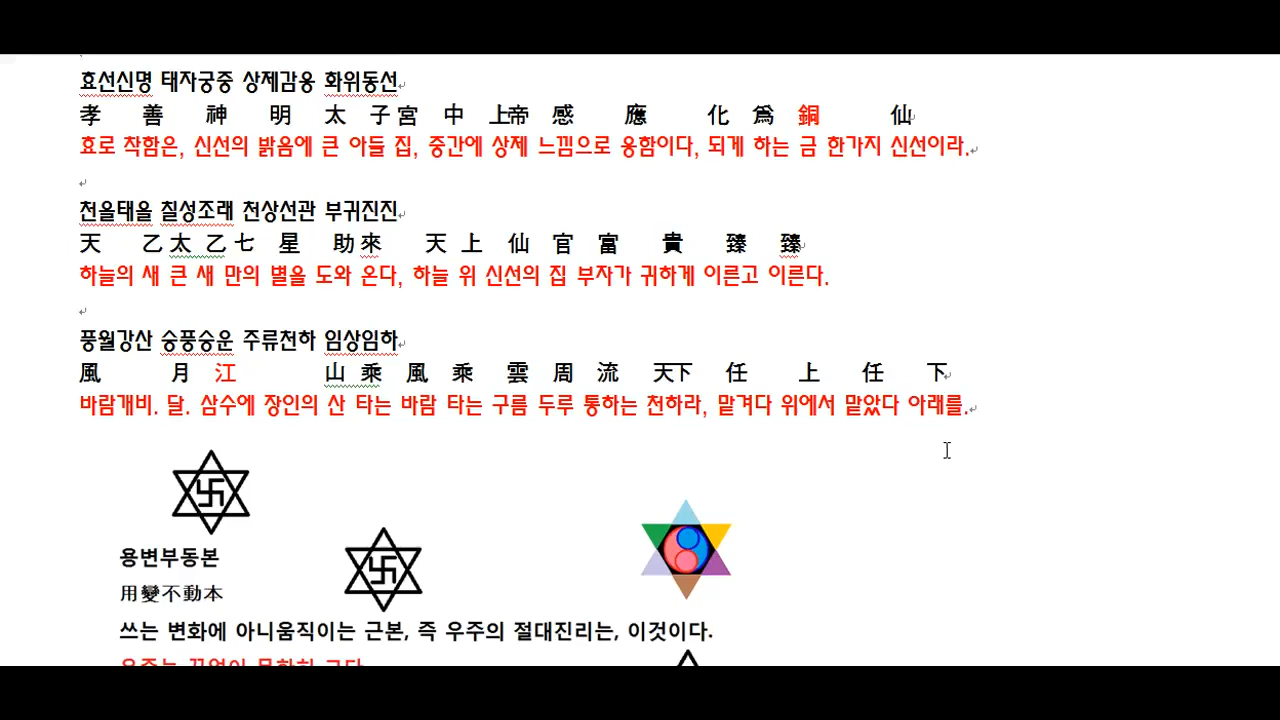 효선신명 태자궁중 상제감응 화위동선
孝 善 神 明 太 子 宮 中 上 帝 感 應 化 爲 銅 仙
효로 착함은, 신선의 밝음에 큰 아들 집, 중간에 상제 느낌으로 응함이다, 되게 하는 금 한가지 신선이라.
천을태을 칠성조래 천상선관 부귀진진
天 乙 太 乙 七 星 助 來 天 上 仙 官 富 貴 臻 臻
하늘의 새 큰 새 만의 별을 도와 온다, 하늘 위 신선의 집 부자가 귀하게 이른고 이른다.
풍월강산 승풍승운 주류천하 임상임하
風 月 江 山 乘 風 乘 雲 周 流 天 下 任 上 任 下
바람개비. 달. 삼수에 장인의 산 타는 바람 타는 구름 두루 통하는 천하라, 맡겨다 위에서 맡았다 아래를.
용변부동본
用變不動本
쓰는 변화에 아니움직이는 근본, 즉 우주의 절대진리는, 이것이다.